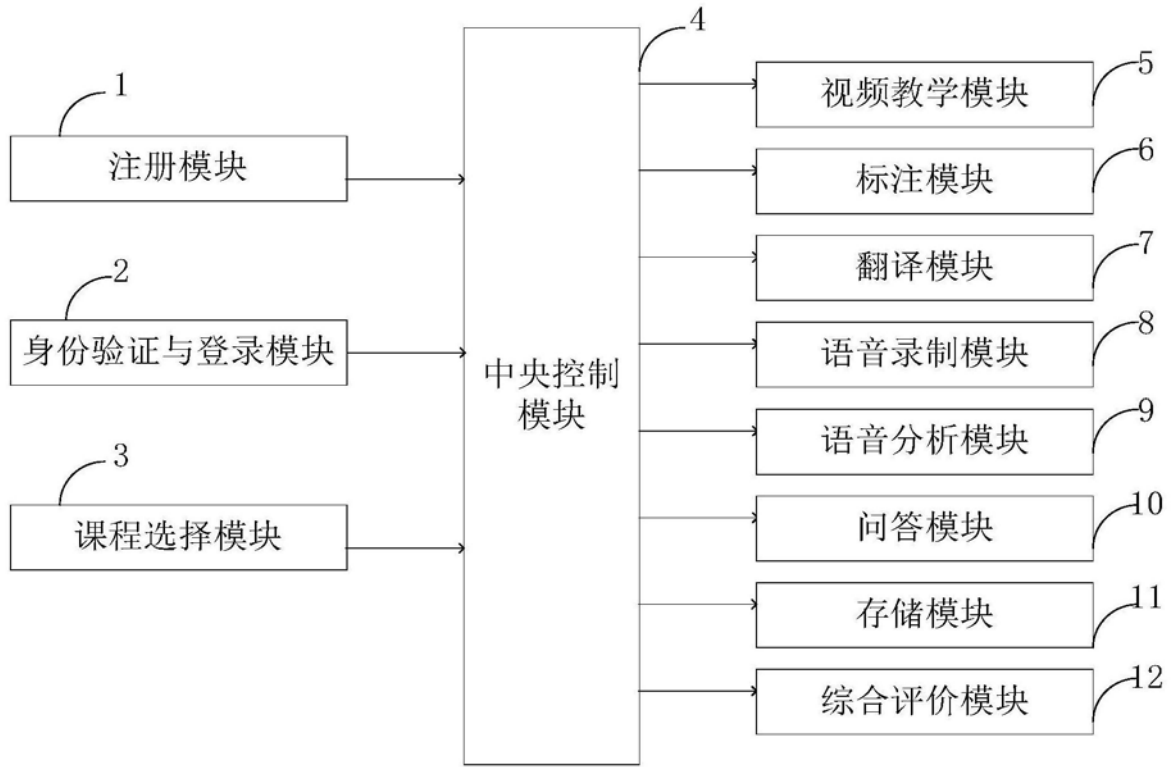 1
注册模块
2
身份验证与登录模块
3
课程选择模块
4
中央控制
模块
5
视频教学模块
6
标注模块
7
翻译模块
8
语音录制模块
9
语音分析模块
10
问答模块
11
存储模块
12
综合评价模块